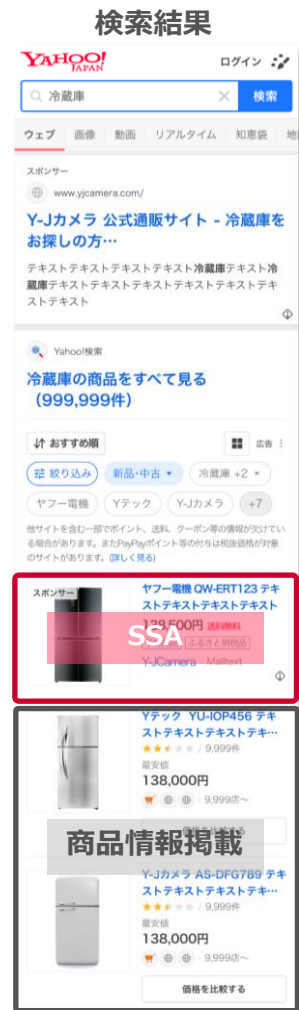 検索結果
YAHOO!
JAPAN
ログイン
冷蔵庫
検索
ウェブ 画像 動画 リアルタイム 知恵袋
スポンサー
www.yjcamera.com/
Y-Jカメラ 公式通販サイト - 冷蔵庫を
お探しの方…
テキストテキストテキストテキスト冷蔵庫テキスト冷
蔵庫テキストテキストテキストテキストテキストテキ
ストテキスト
Yahoo!検索
冷蔵庫の商品をすべて見る
（999,999件）
おすすめ順
広告
絞り込み 新品・中古 冷蔵庫 +2
ヤフー電機 Yテック Y-Jカメラ +7
他サイトを含む一部でポイント、送料、クーポン等の情報が欠けてい
る場合があります。またPayPayポイント等の付与は税抜価格が対象
のサイトがあります。(詳しく見る)
スポンサー
ヤフー電機 QW-ERT123 テキ
ストテキストテキストテキスト
128,500円 送料無料
SSA
ふるさと納税品
Y-JCamera Malltext
Yテック YU-IOP456 テキ
ストテキストテキストテキ…
/ 9,999件
最安値
138,000円
9,999店～
価格を比較する
商品情報掲載
Y-Jカメラ AS-DFG789 テキ
ストテキストテキストテキ…
/ 9,999件
最安値
138,000円
9,999店～
価格を比較する